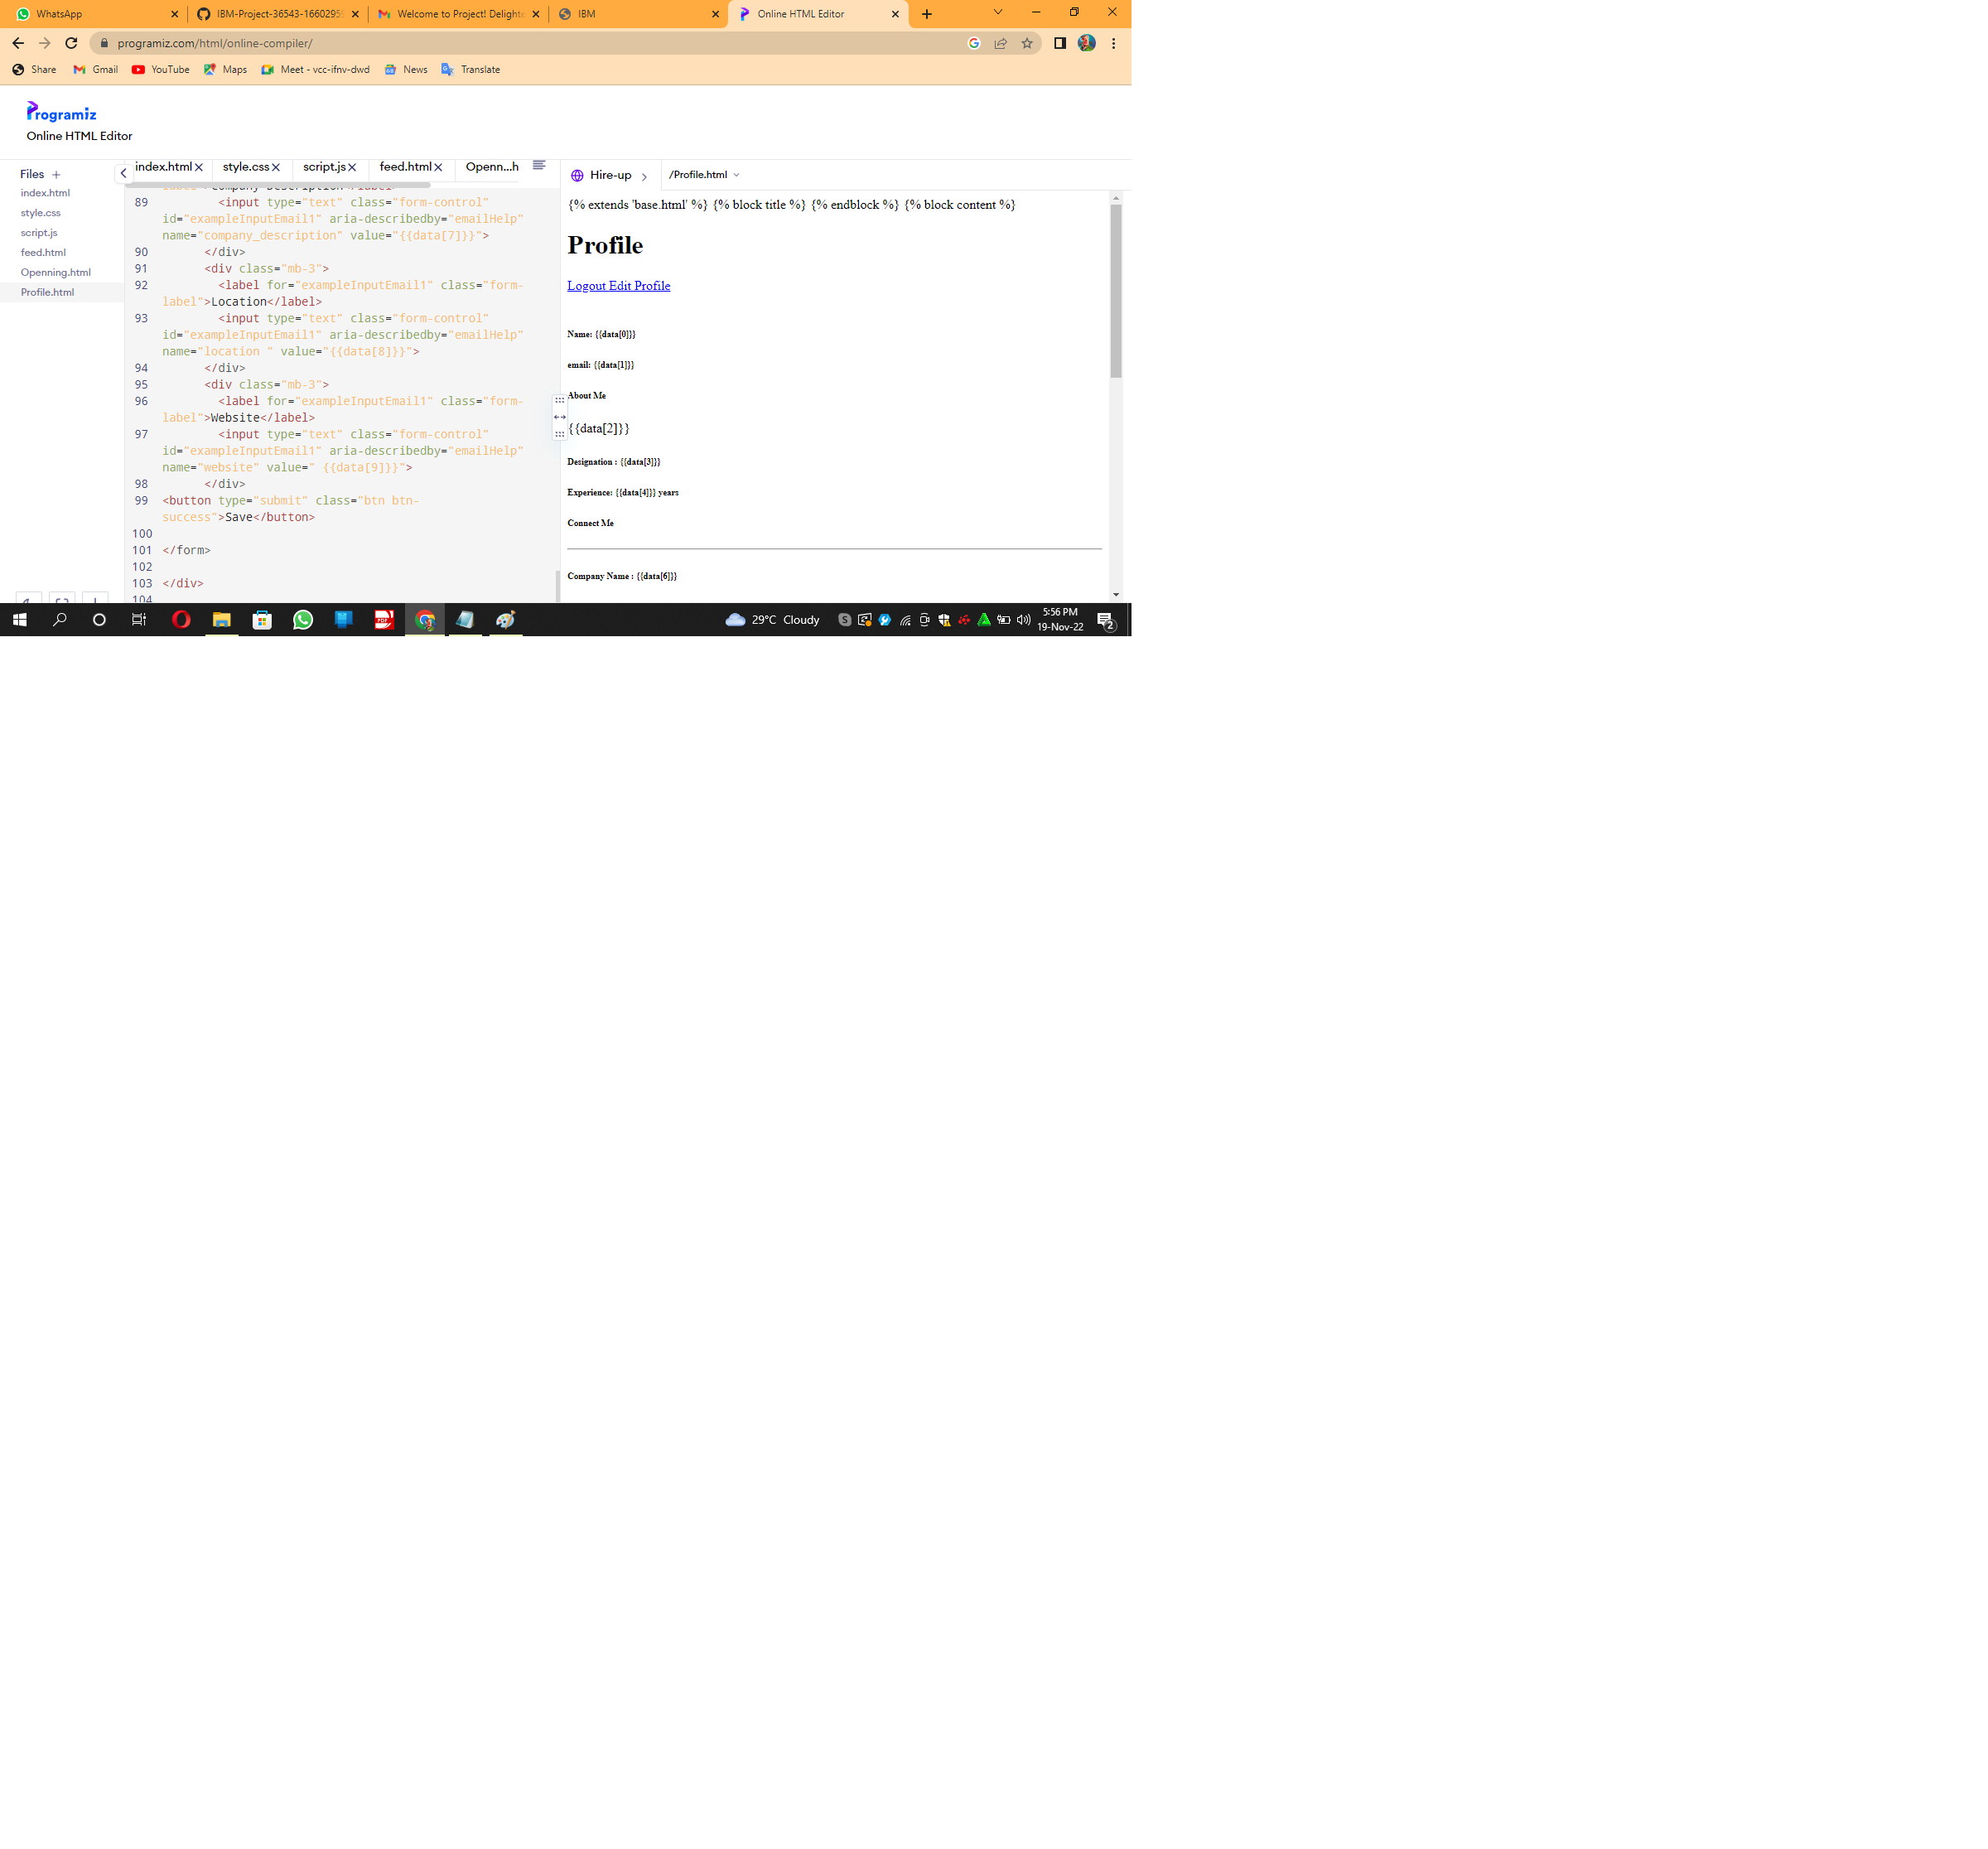 WhatsApp
IBM-Project-36543-1660295
Welcome to Project! Delight
IBM
Online HTML Editor
programiz.com/html/online-compiler/
Share
Gmail
YouTube
Maps
Meet - vcc-ifnv-dwd
News
Translate
Programiz
Online HTML Editor
Files +
index.html
style.css
script.js
feed.html
Openning.html
Profile.html
index.html
style.css
script.js
feed.html
Openn...h
label">Company Description</label>
89 <input type="text" class="form-control"
id="exampleInputEmail1" aria-describedby="emailHelp"
name="company_description" value="{{data[7]}}">
90 </div>
91 <div class="mb-3">
92 <label for="exampleInputEmail1" class="form-
label">Location</label>
93 <input type="text" class="form-control"
id="exampleInputEmail1" aria-describedby="emailHelp"
name="location " value="{{data[8]}}">
94 </div>
95 <div class="mb-3">
96 <label for="exampleInputEmail1" class="form-
label">Website</label>
97 <input type="text" class="form-control"
id="exampleInputEmail1" aria-describedby="emailHelp"
name="website" value=" {{data[9]}}">
98 </div>
99 <button type="submit" class="btn btn-
success">Save</button>
100
101 </form>
102
103 </div>
104
Hire-up
/Profile.html
{% extends 'base.html' %} {% block title %} {% endblock %} {% block content %}
Profile
Logout Edit Profile
Name: {{data[0]}}
email: {{data[1]}}
About Me
{{data[2]}}
Designation : {{data[3]}}
Experience: {{data[4]}} years
Connect Me
Company Name : {{data[6]}}
PDF
29°C Cloudy
5:56 PM
19-Nov-22
2